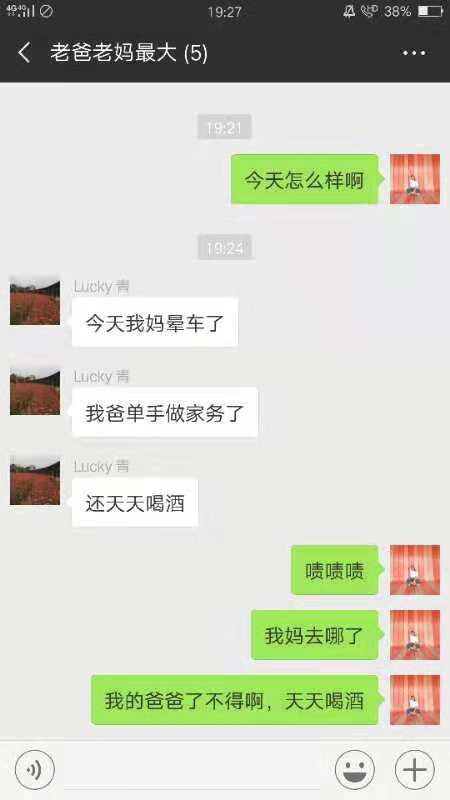 4G 4G
19:27
HD
38%
老爸老妈最大 (5)
19:21
今天怎么样啊
19:24
Lucky 青
今天我妈晕车了
Lucky 青
我爸单手做家务了
Lucky 青
还天天喝酒
啧啧啧
我妈去哪了
我的爸爸了不得啊，天天喝酒